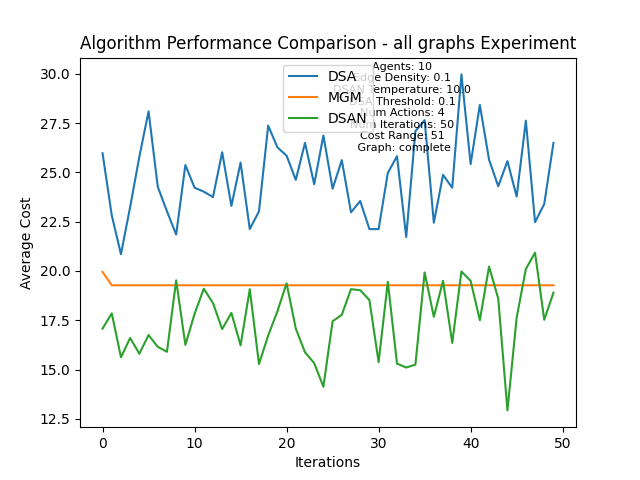 Algorithm Performance Comparison - all graphs Experiment
DSA
MGM
DSAN
Agents: 10
Edge Density: 0.1
DSAN Temperature: 10.0
DSA Threshold: 0.1
Num Actions: 4
Num Iterations: 50
Cost Range: 51
Graph: complete
Average Cost
30.0
27.5
25.0
22.5
20.0
17.5
15.0
12.5
0 10 20 30 40 50
Iterations